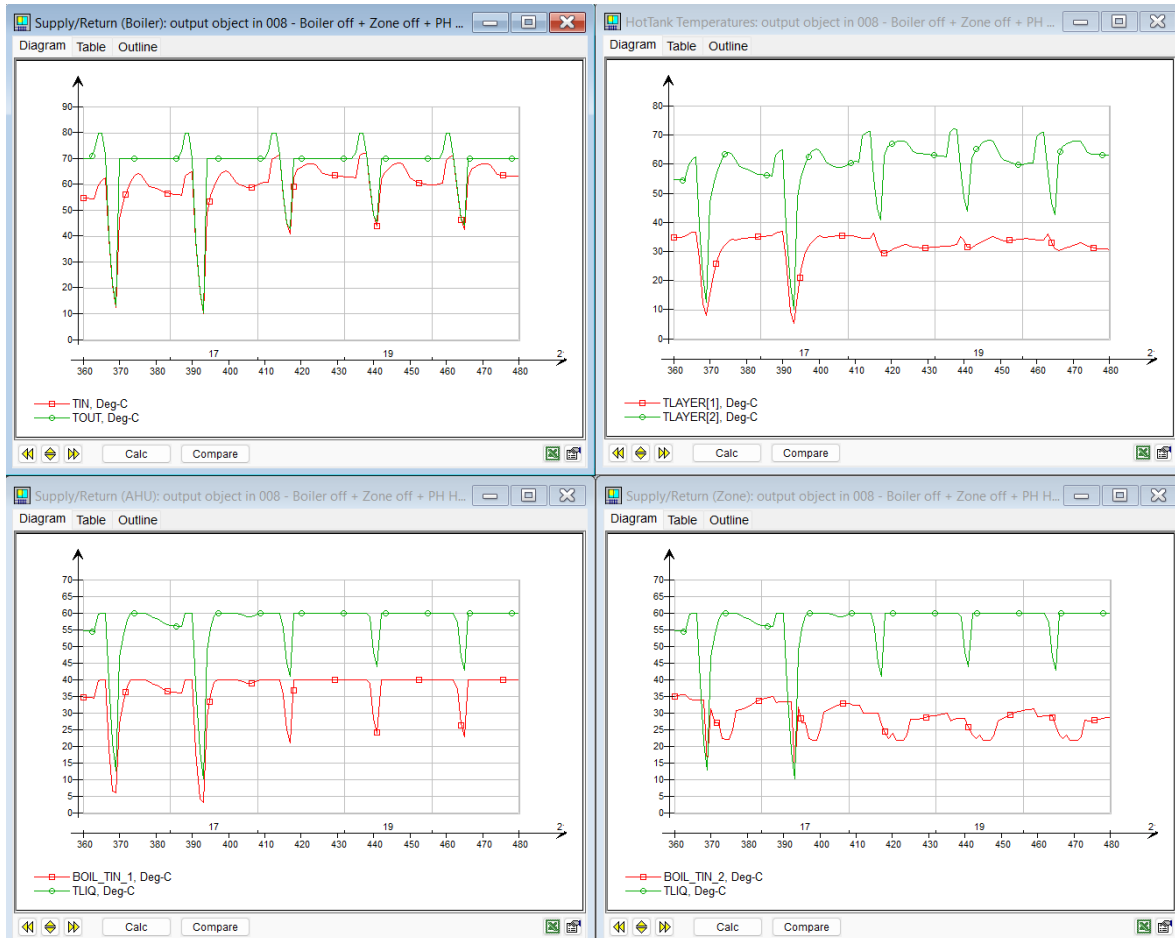 Supply/Return (Boiler): output object in 008 - Boiler off + Zone off + PH ...
Diagram Table Outline
90
80
70
60
50
40
30
20
10
0
17 19 2
360 370 380 390 400 410 420 430 440 450 460 470 480
TIN, Deg-C
TOUT, Deg-C
Calc Compare
HotTank Temperatures: output object in 008 - Boiler off + Zone off + PH ...
Diagram Table Outline
80
70
60
50
40
30
20
10
0
17 19 2
360 370 380 390 400 410 420 430 440 450 460 470 480
TLAYER[1], Deg-C
TLAYER[2], Deg-C
Calc Compare
Supply/Return (AHU): output object in 008 - Boiler off + Zone off + PH H...
Diagram Table Outline
70
65
60
55
50
45
40
35
30
25
20
15
10
5
0
17 19 2
360 370 380 390 400 410 420 430 440 450 460 470 480
BOIL_TIN_1, Deg-C
TLIQ, Deg-C
Calc Compare
Supply/Return (Zone): output object in 008 - Boiler off + Zone off + PH H...
Diagram Table Outline
70
65
60
55
50
45
40
35
30
25
20
15
10
5
0
17 19 2
360 370 380 390 400 410 420 430 440 450 460 470 480
BOIL_TIN_2, Deg-C
TLIQ, Deg-C
Calc Compare